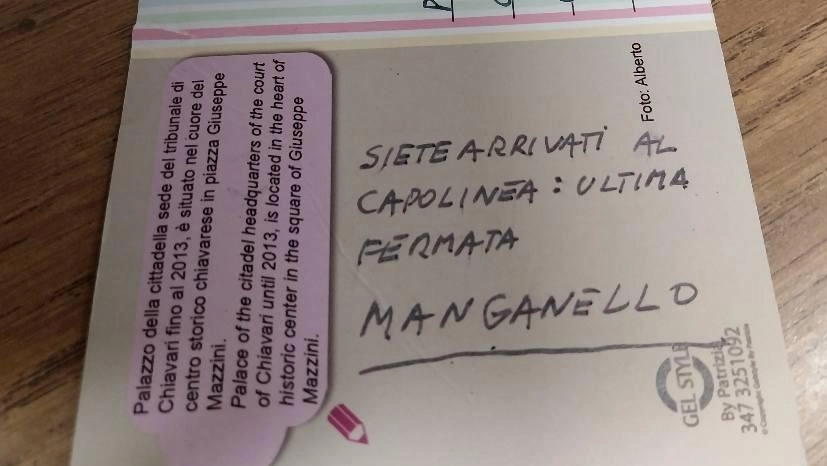 Palazzo della cittadella sede del tribunale di
Chiavari fino al 2013, è situato nel cuore del
centro storico chiavarese in piazza Giuseppe
Mazzini.
Palace of the citadel headquarters of the court
of Chiavari until 2013, is located in the heart of
historic center in the square of Giuseppe
Mazzini.
SIETE ARRIVATI AL
CAPOLINEA: ULTIMA
FERMATA
MANGANELLO
Foto: Alberto
GEL STYLE
By Patrizia
347 3251092